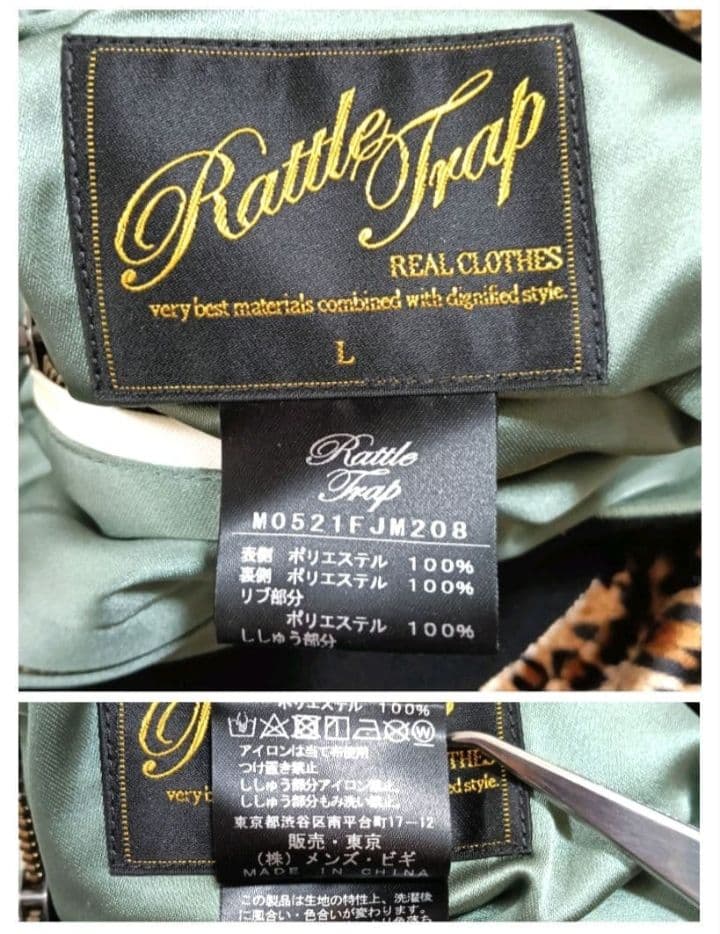 Rattle Trap
REAL CLOTHES
very best materials combined with dignified style.
L
Rattle
Trap
M0521FJM208
表側 ポリエステル 100%
裏側 ポリエステル 100%
リブ部分
ポリエステル 100%
ししゅう部分
ポリエステル 100%
THES
very b
ed style.
アイロンは当て布使用
つけ置き禁止
ししゅう部分アイロン禁止
ししゅう部分もみ洗い禁止
東京都渋谷区南平台町17-12
販売・東京
(株) メンズ・ビギ
MADE IN CHINA
この製品は生地の特性上、洗濯後
に風合い・色合いが変わります。